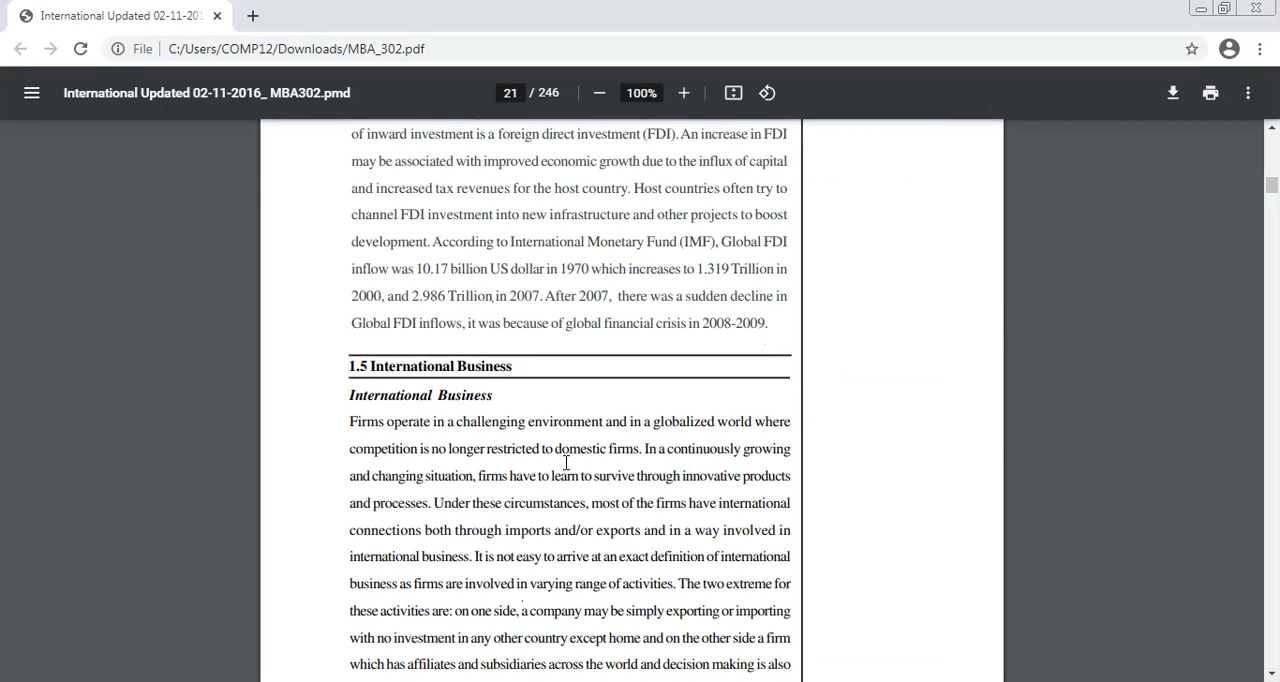 International Updated 02-11-201
File
C:/Users/COMP12/Downloads/MBA_302.pdf
International Updated 02-11-2016_ MBA302.pmd
21 / 246
100%
of inward investment is a foreign direct investment (FDI). An increase in FDI
may be associated with improved economic growth due to the influx of capital
and increased tax revenues for the host country. Host countries often try to
channel FDI investment into new infrastructure and other projects to boost
development. According to International Monetary Fund (IMF), Global FDI
inflow was 10.17 billion US dollar in 1970 which increases to 1.319 Trillion in
2000, and 2.986 Trillion in 2007. After 2007, there was a sudden decline in
Global FDI inflows, it was because of global financial crisis in 2008-2009.
1.5 International Business
International Business
Firms operate in a challenging environment and in a globalized world where
competition is no longer restricted to domestic firms. In a continuously growing
and changing situation, firms have to learn to survive through innovative products
and processes. Under these circumstances, most of the firms have international
connections both through imports and/or exports and in a way involved in
international business. It is not easy to arrive at an exact definition of international
business as firms are involved in varying range of activities. The two extreme for
these activities are: on one side, a company may be simply exporting or importing
with no investment in any other country except home and on the other side a firm
which has affiliates and subsidiaries across the world and decision making is also